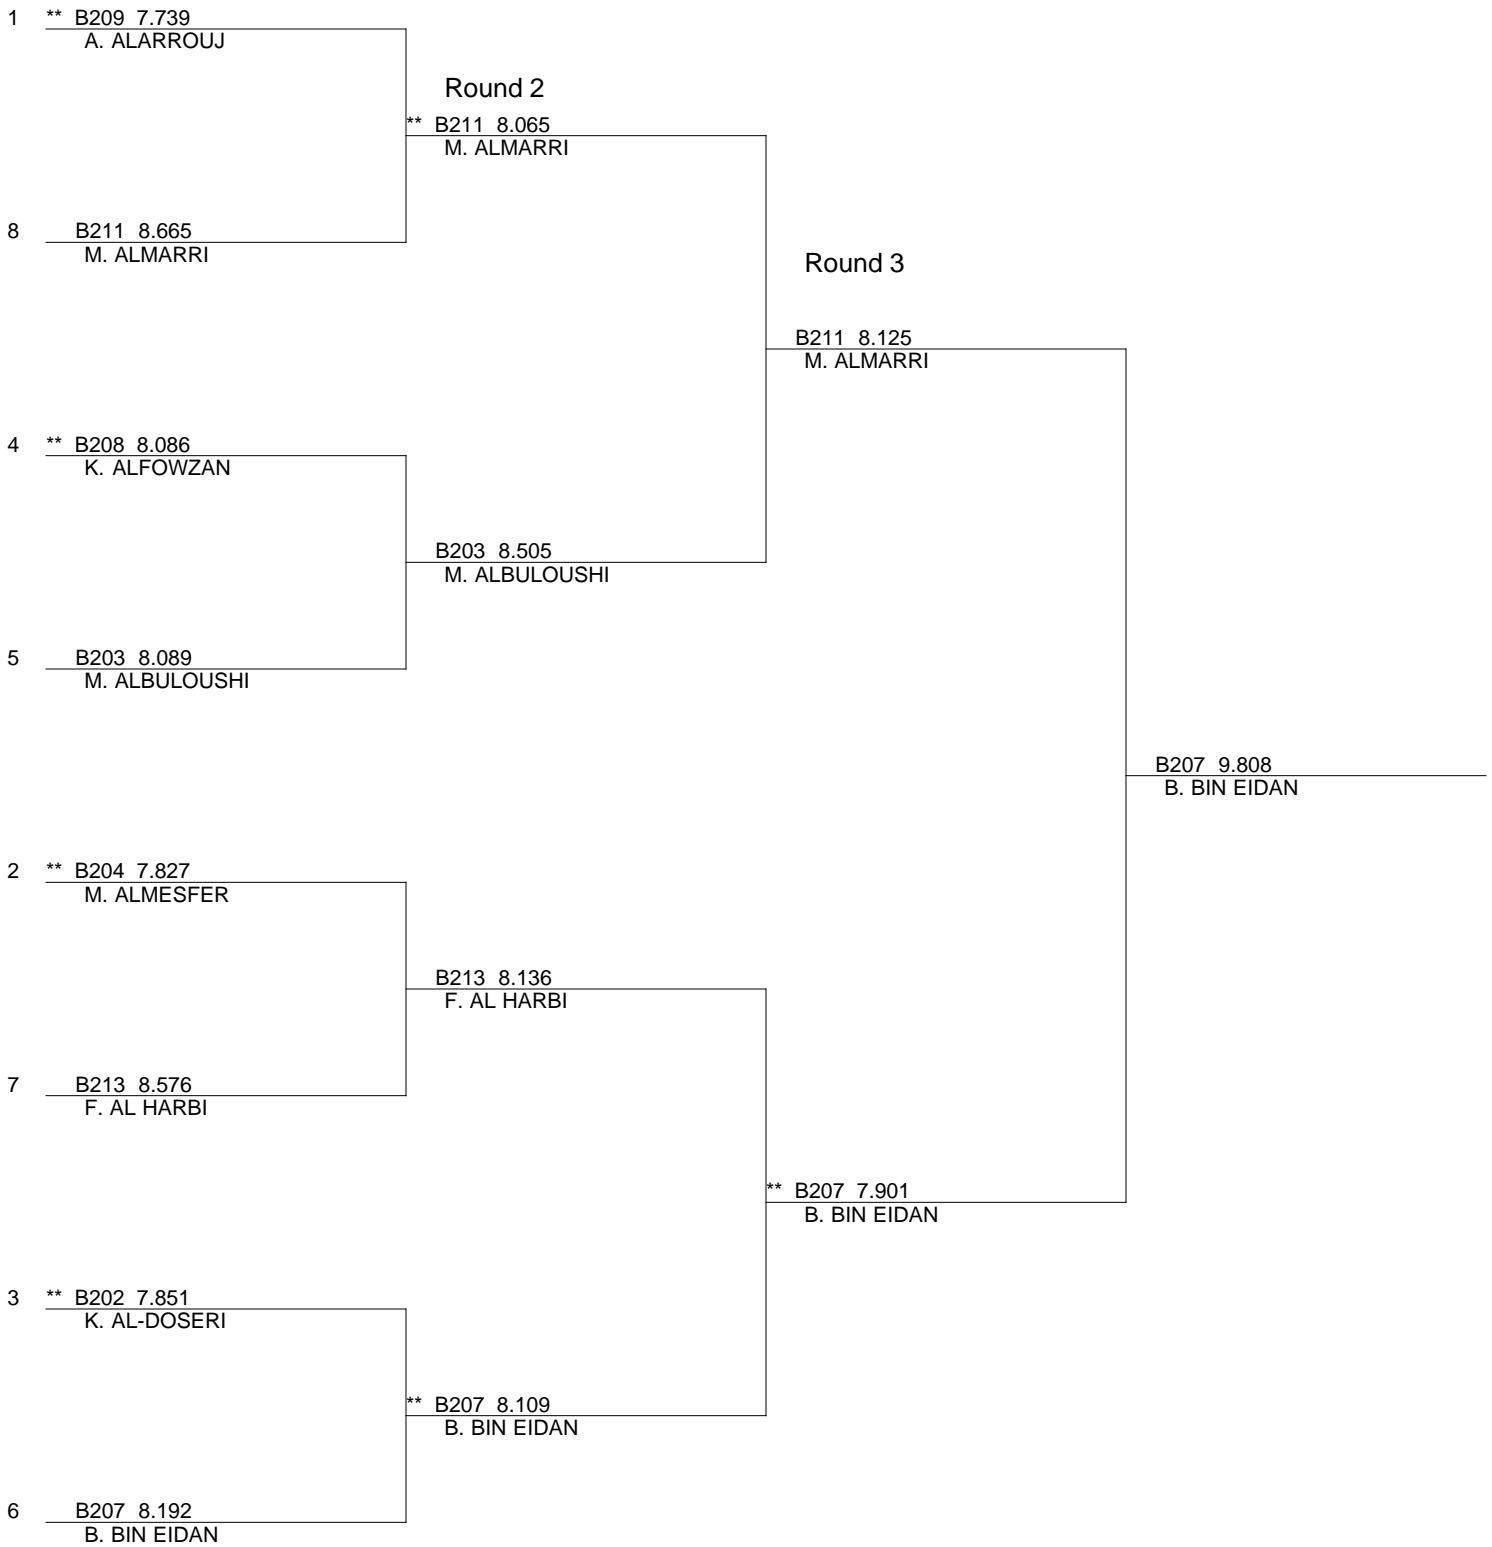 1 ** B209 7.739
A. ALARROUJ
Round 2
** B211 8.065
M. ALMARRI
8 B211 8.665
M. ALMARRI
Round 3
B211 8.125
M. ALMARRI
4 ** B208 8.086
K. ALFOWZAN
B203 8.505
M. ALBULOUSHI
5 B203 8.089
M. ALBULOUSHI
B207 9.808
B. BIN EIDAN
2 ** B204 7.827
M. ALMESFER
B213 8.136
F. AL HARBI
7 B213 8.576
F. AL HARBI
** B207 7.901
B. BIN EIDAN
3 ** B202 7.851
K. AL-DOSERI
** B207 8.109
B. BIN EIDAN
6 B207 8.192
B. BIN EIDAN